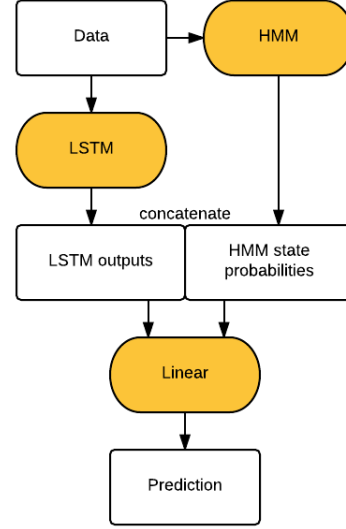 Data
HMM
LSTM
concatenate
LSTM outputs
HMM state
probabilities
Linear
Prediction